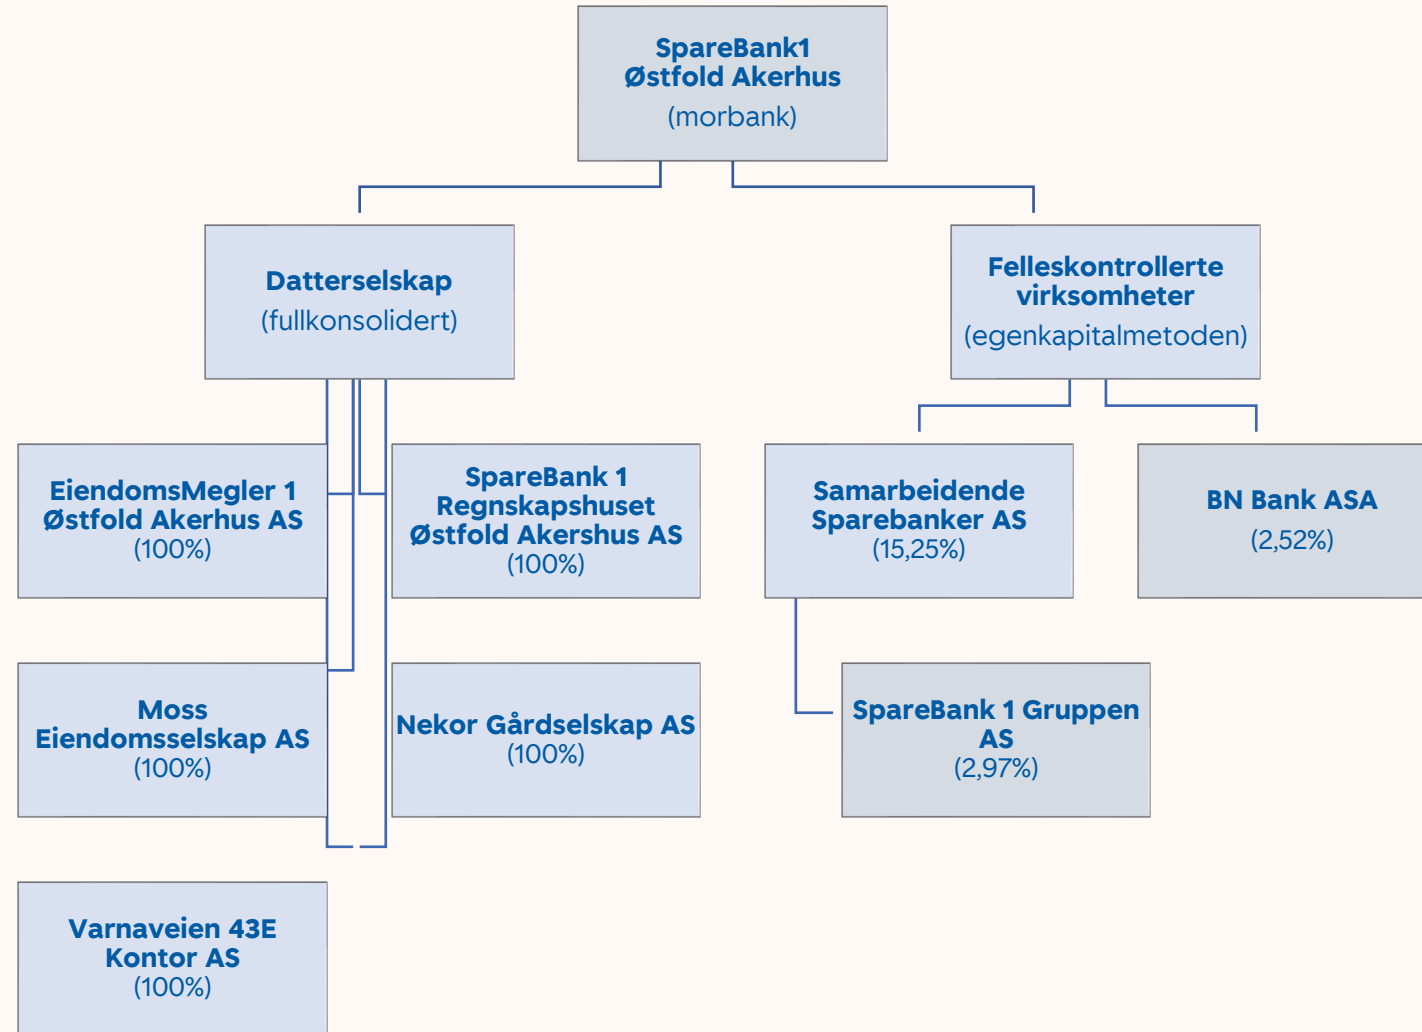 SpareBank1
Østfold Akerhus
(morbank)
Datterselskap
(fullkonsolidert)
Felleskontrollerte
virksomheter
(egenkapitalmetoden)
EiendomsMegler 1
Østfold Akerhus AS
(100%)
SpareBank 1
Regnskapshuset
Østfold Akershus AS
(100%)
Samarbeidende
Sparebanker AS
(15,25%)
BN Bank ASA
(2,52%)
Moss
Eiendomsselskap AS
(100%)
Nekor Gårdselskap AS
(100%)
SpareBank 1 Gruppen
AS
(2,97%)
Varnaveien 43E
Kontor AS
(100%)